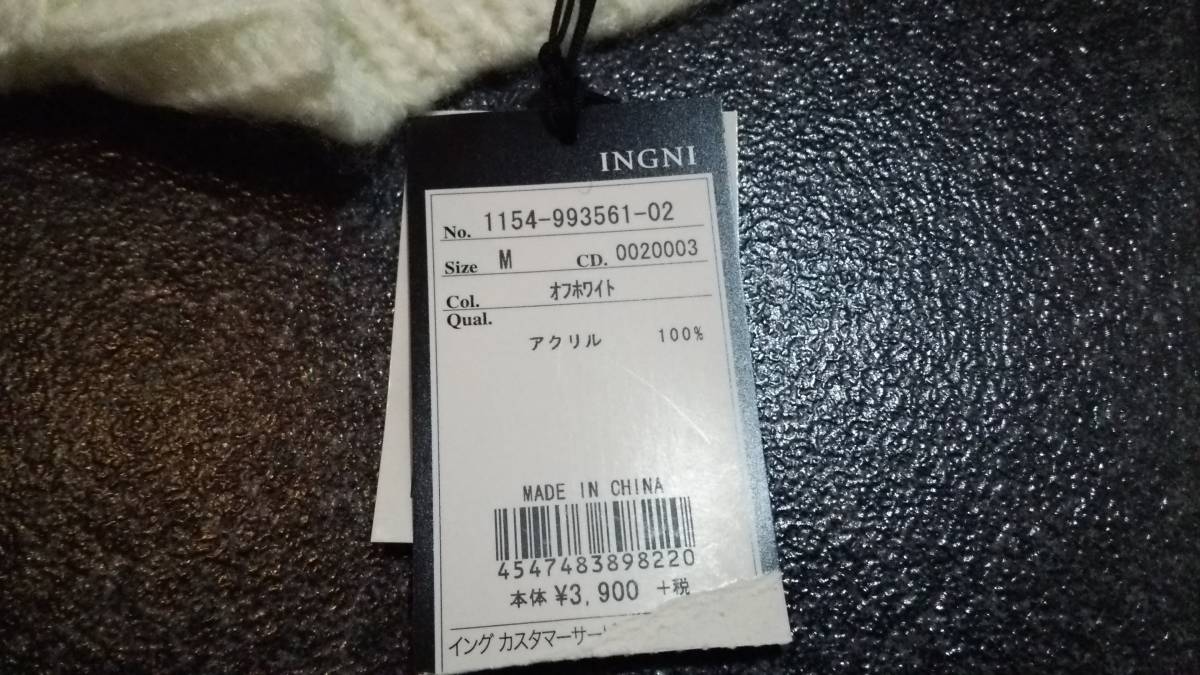 INGNI
No. 1154-993561-02
Size M CD. 0020003
Col. オフホワイト
Qual.
アクリル 100%
MADE IN CHINA
4547483898220
本体 ¥3,900 +税
イング カスタマーサー